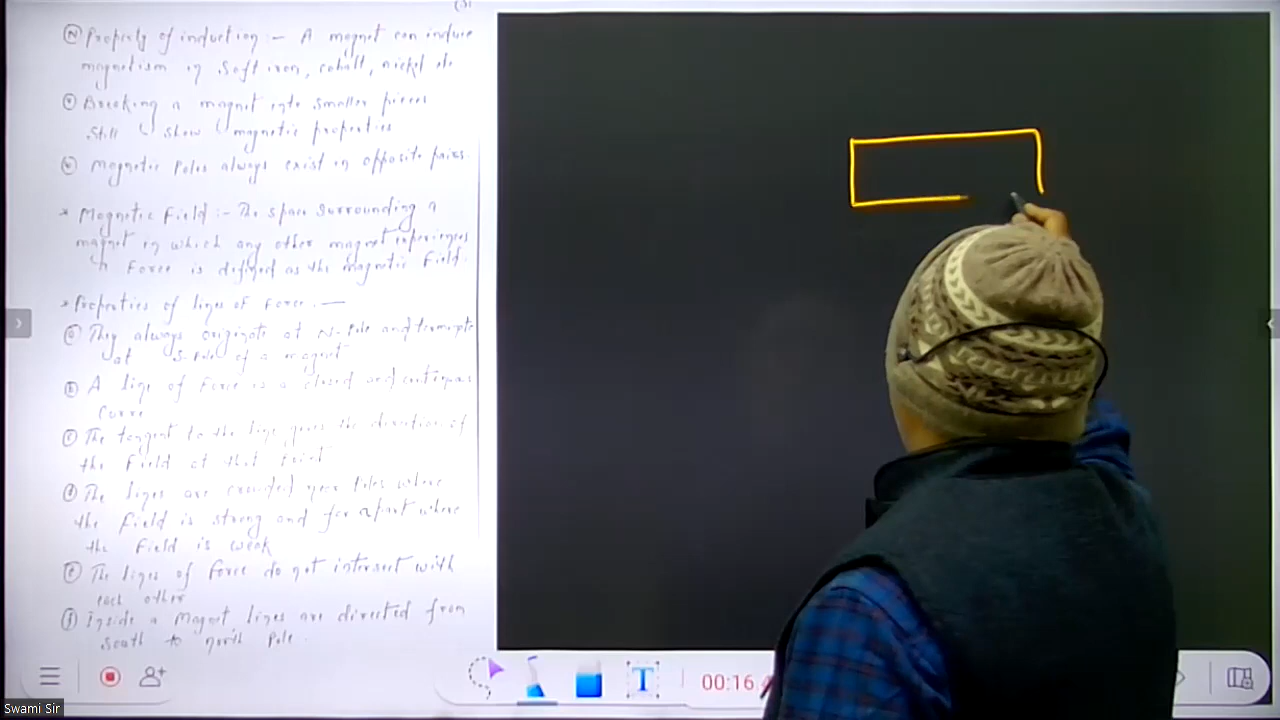 Property of induction :- A magnet can induce
magnetism in Soft iron, cobalt, nickel etc
Breaking a magnet into smaller pieces
still show magnetic properties
Magnetic Poles always exist in opposite pairs.
* Magnetic Field :- The space surrounding a
magnet in which any other magnet experiences
Force is defined as the magnetic Field.
* Properties of lines of Force :—
(a) They always originate at N-Pole and terminate
at S-Pole of a magnet
(b) A line of Force is a closed and continuous
Curve
(c) The tangent to the line gives the direction of
the Field at that Point
(d) The lines are crowded near Poles where
the Field is strong and far apart where
the Field is weak
(e) The lines of Force do not intersect with
each other
(f) Inside a Magnet lines are directed from
South to north Pole.
T
00:16
Swami Sir